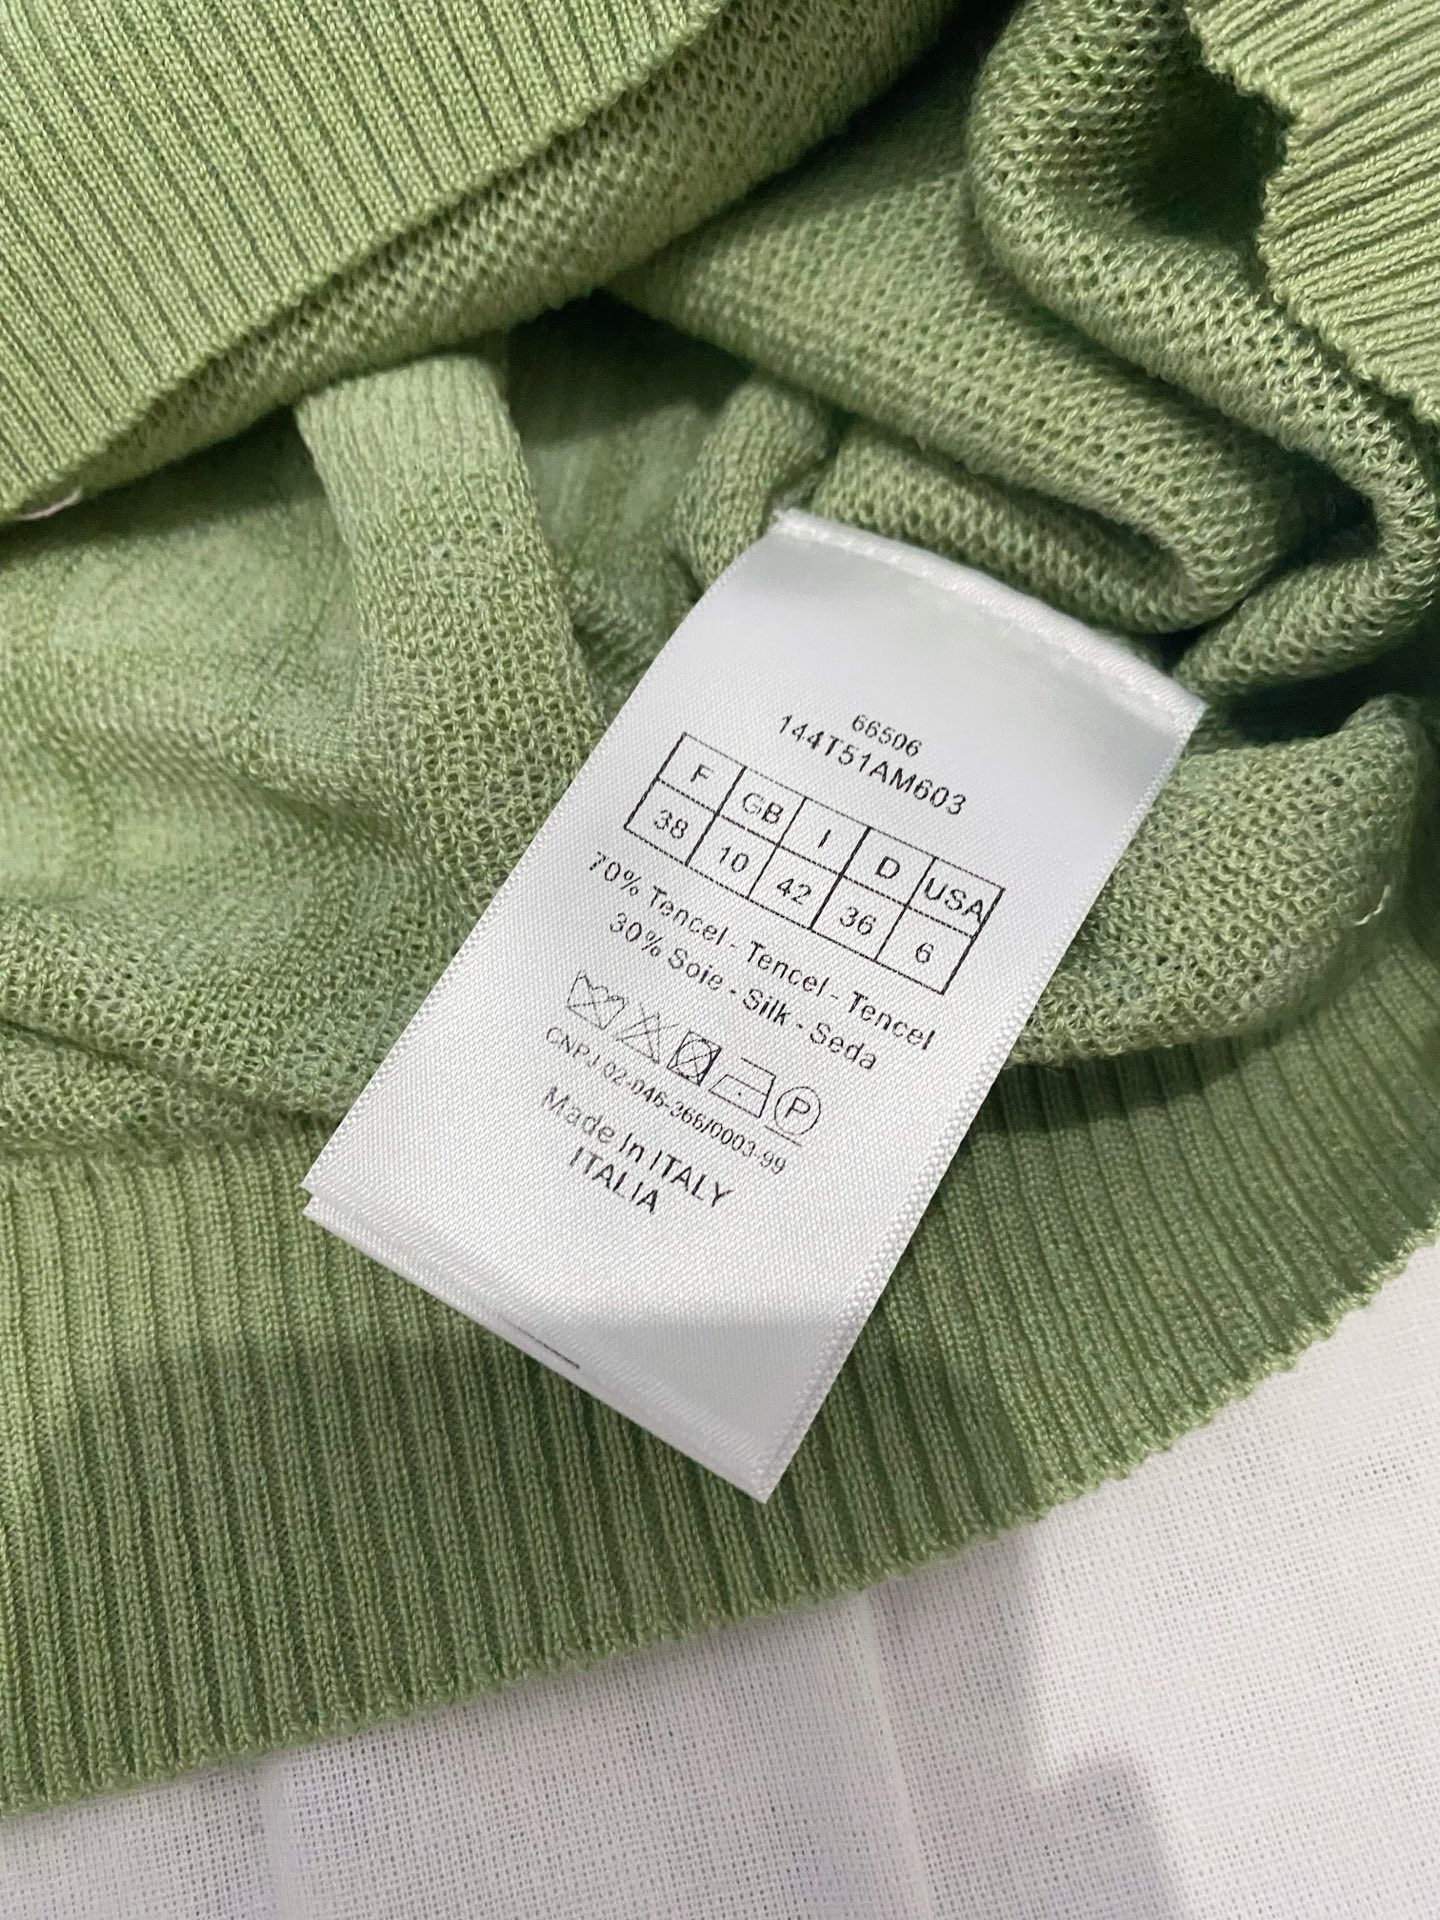 66506
144T51AM603
F GB I D USA
38 10 42 36 6
70% Tencel - Tencel - Tencel
30% Soie - Silk - Seda
P
CNPJ 02-046-366/0003-99
Made In ITALY
ITALIA